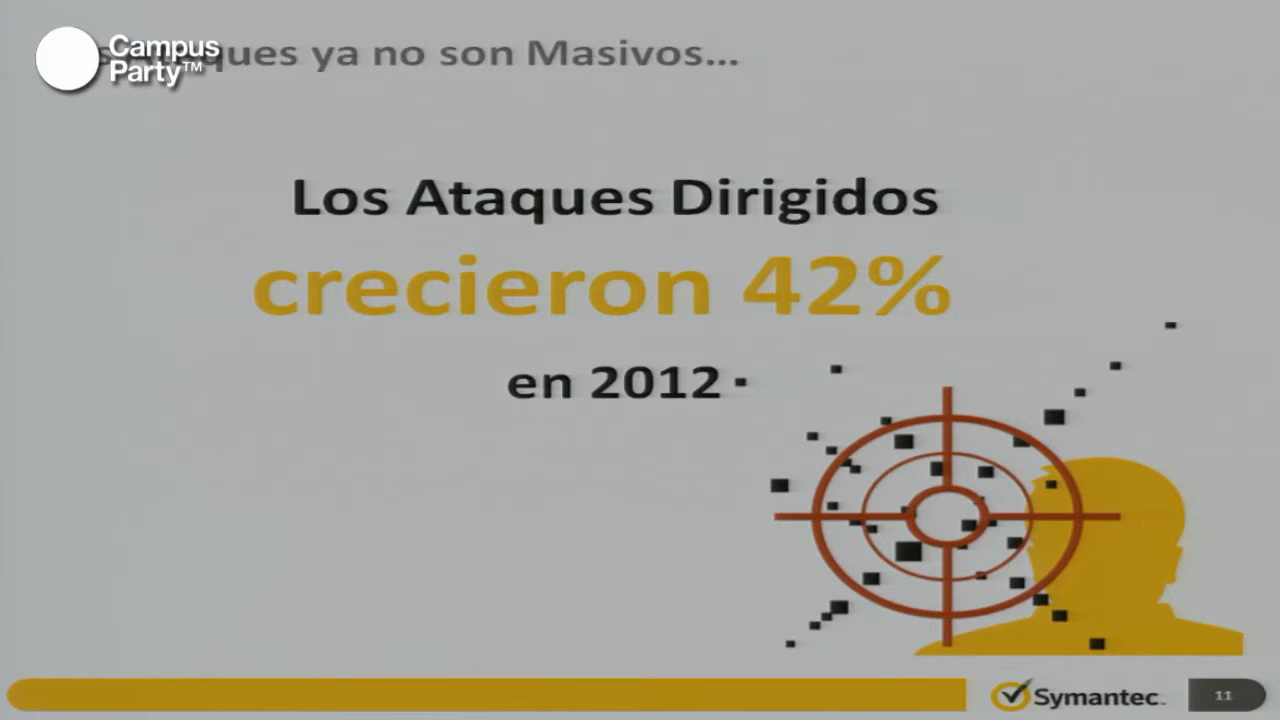 Campus
Party™
ques ya no son Masivos...
Los Ataques Dirigidos
crecieron 42%
en 2012
Symantec.
11